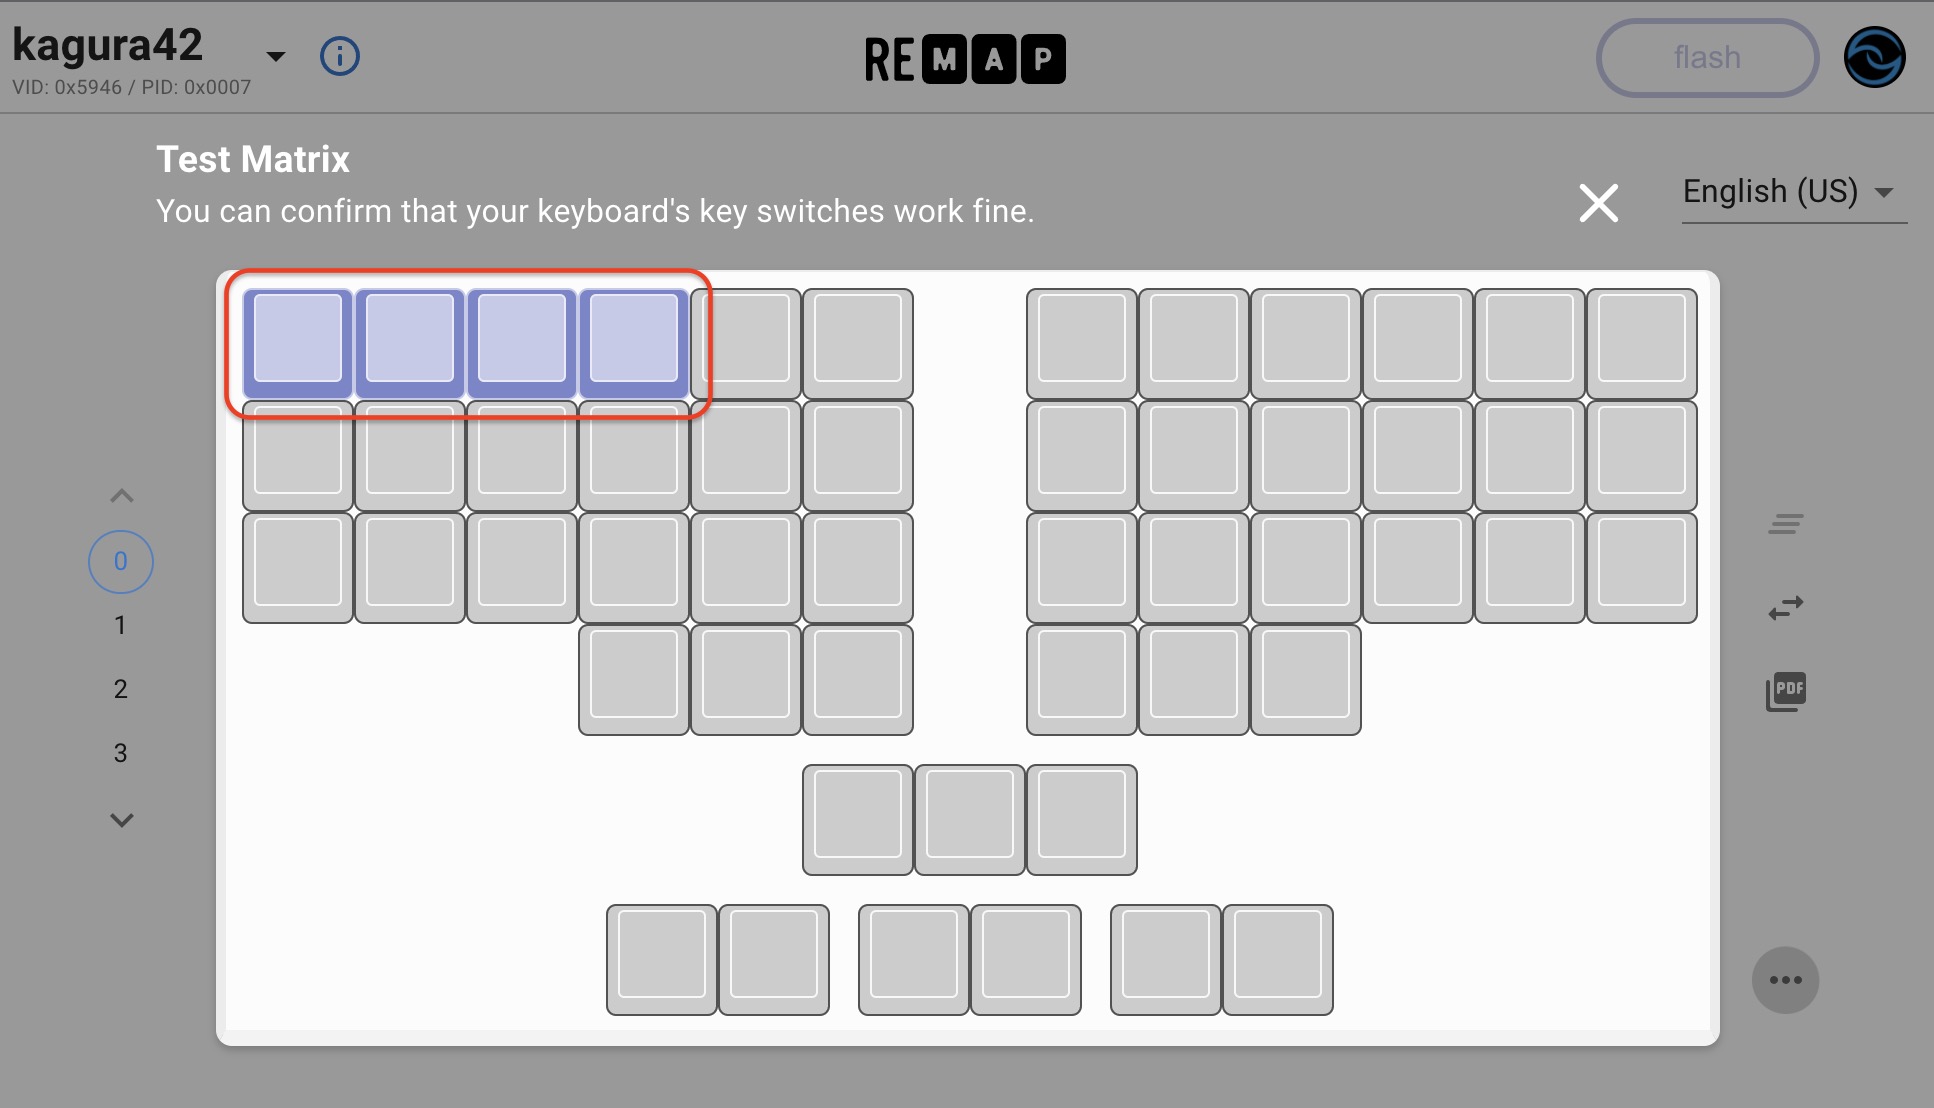 kagura42
VID: 0x5946 / PID: 0x0007
REMAP
flash
Test Matrix
You can confirm that your keyboard's key switches work fine.
English (US)
0
1
2
3
PDF